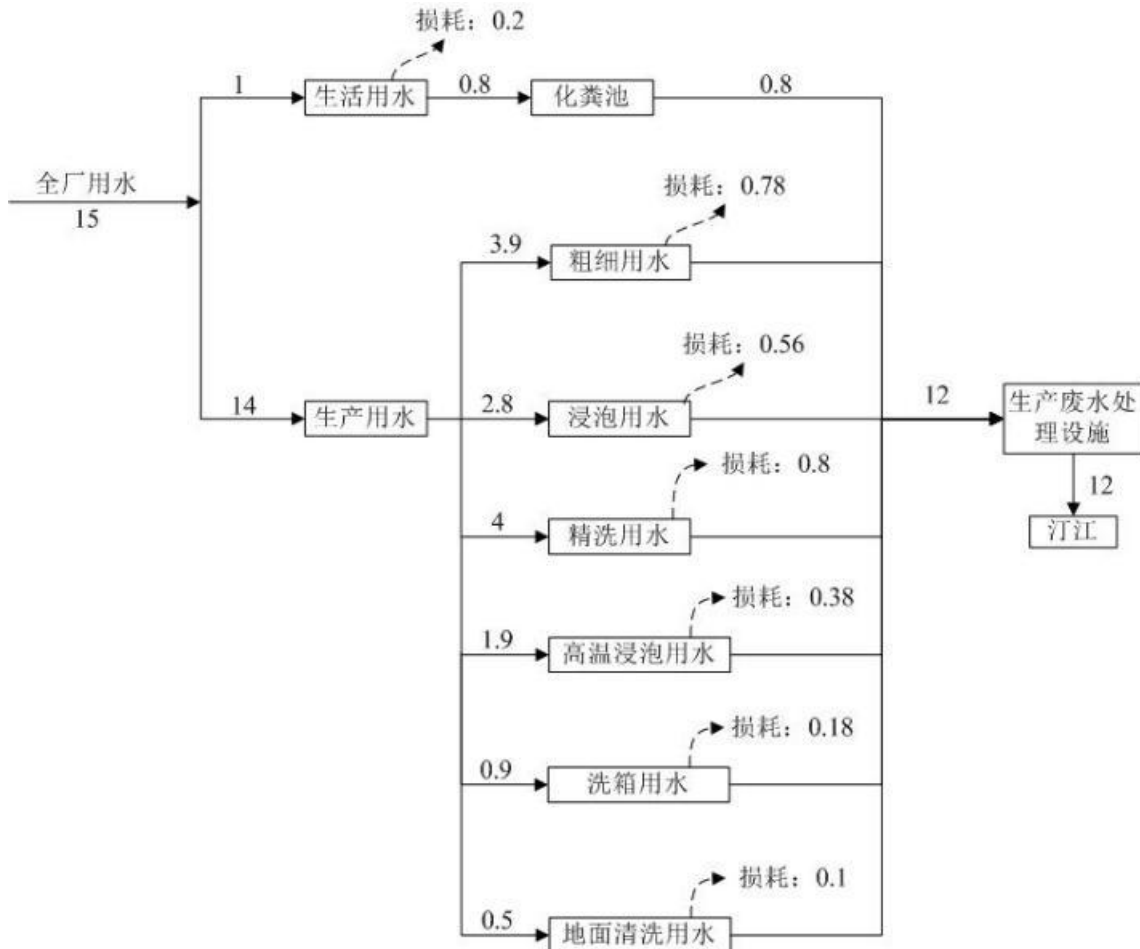 损耗：0.2
1
生活用水
0.8
化粪池
0.8
全厂用水
15
损耗：0.78
3.9
粗细用水
损耗：0.56
14
生产用水
2.8
浸泡用水
12
生产废水处
理设施
损耗：0.8
4
精洗用水
12
汀江
损耗：0.38
1.9
高温浸泡用水
损耗：0.18
0.9
洗箱用水
损耗：0.1
0.5
地面清洗用水